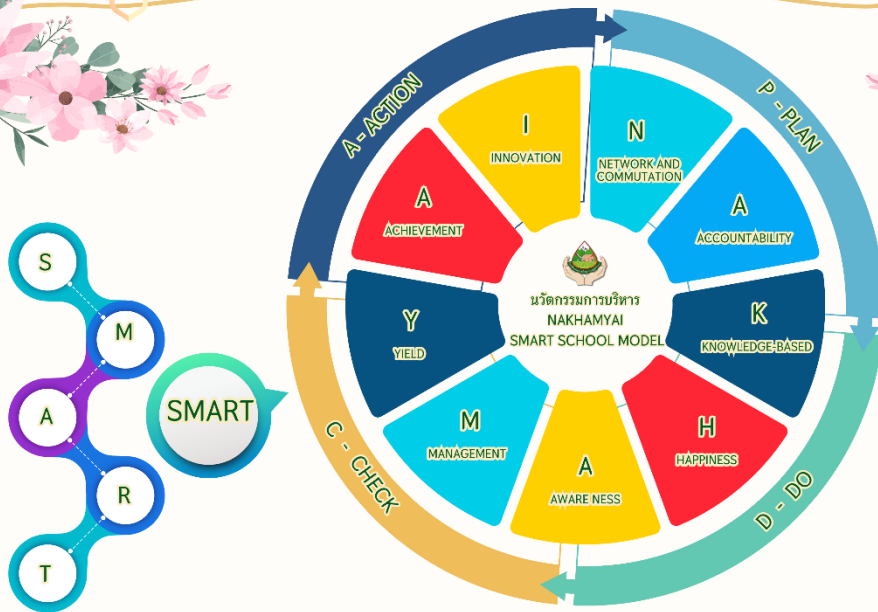 S
M
A
R
T
SMART
P - PLAN
D - DO
C - CHECK
A - ACTION
N
NETWORK AND
COMMUTATION
A
ACCOUNTABILITY
K
KNOWLEDGE-BASED
H
HAPPINESS
A
AWARE NESS
M
MANAGEMENT
Y
YIELD
A
ACHIEVEMENT
I
INNOVATION
นวัตกรรมการบริหาร
NAKHAMYAI
SMART SCHOOL MODEL